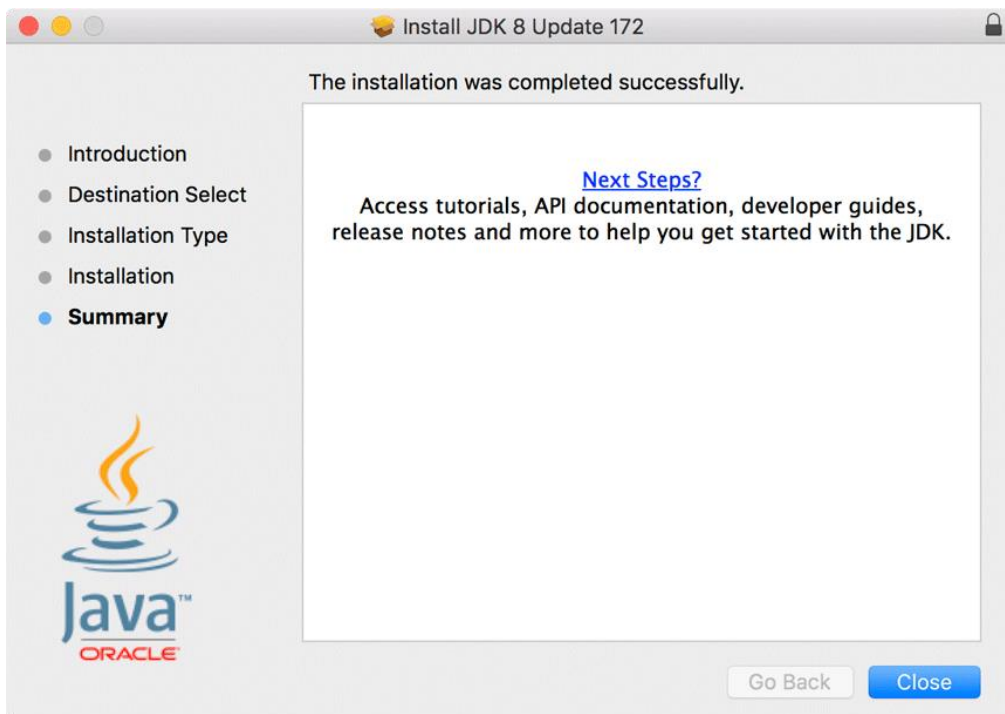 Install JDK 8 Update 172
The installation was completed successfully.
Introduction
Destination Select
Installation Type
Installation
Summary
Next Steps?
Access tutorials, API documentation, developer guides,
release notes and more to help you get started with the JDK.
Java™
ORACLE
Go Back
Close